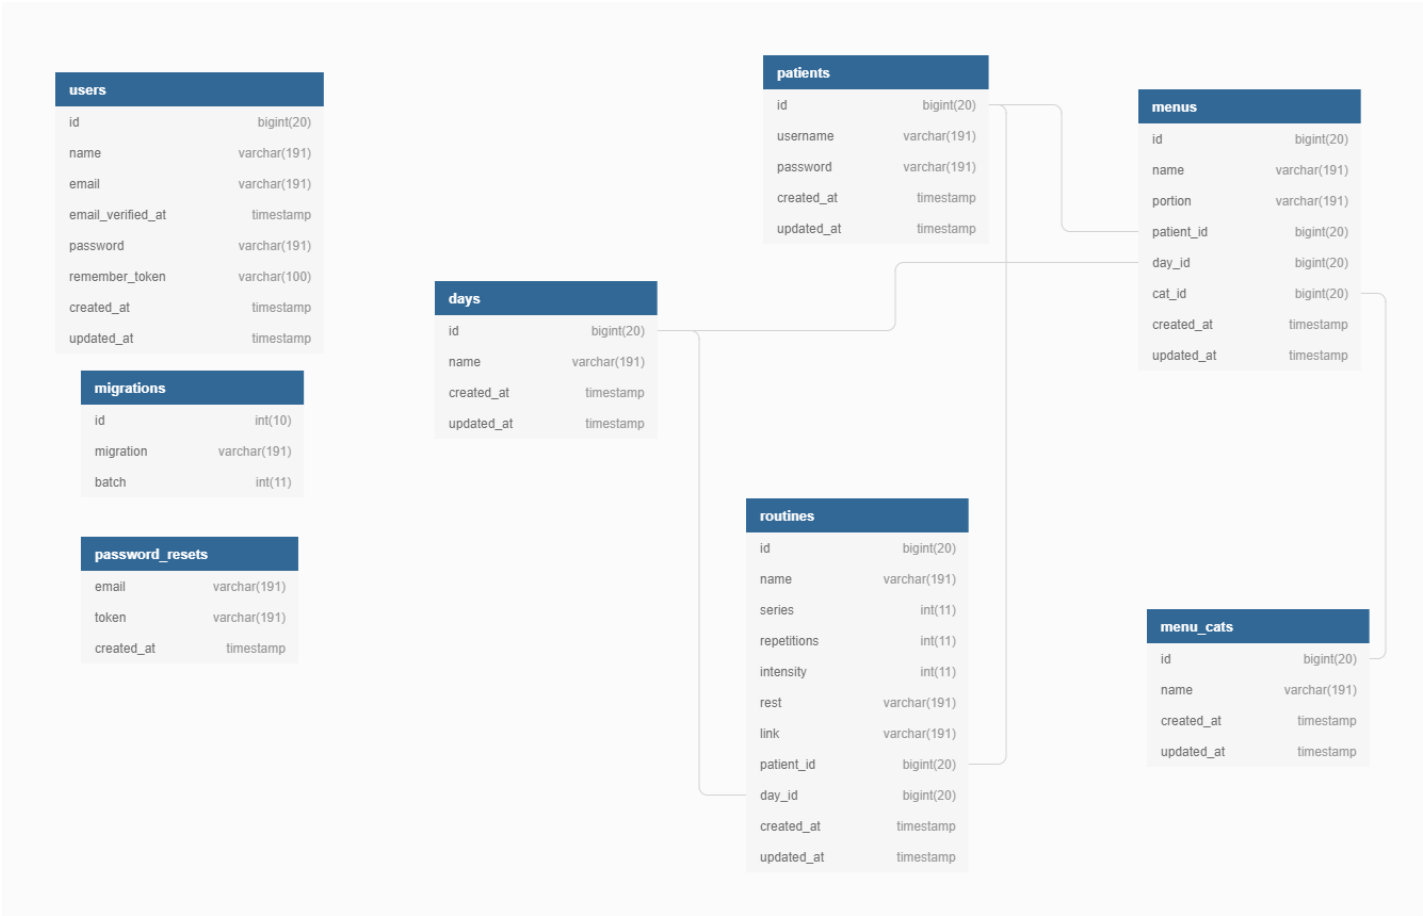 users
id bigint(20)
name varchar(191)
email varchar(191)
email_verified_at timestamp
password varchar(191)
remember_token varchar(100)
created_at timestamp
updated_at timestamp
migrations
id int(10)
migration varchar(191)
batch int(11)
password_resets
email varchar(191)
token varchar(191)
created_at timestamp
days
id bigint(20)
name varchar(191)
created_at timestamp
updated_at timestamp
patients
id bigint(20)
username varchar(191)
password varchar(191)
created_at timestamp
updated_at timestamp
routines
id bigint(20)
name varchar(191)
series int(11)
repetitions int(11)
intensity int(11)
rest varchar(191)
link varchar(191)
patient_id bigint(20)
day_id bigint(20)
created_at timestamp
updated_at timestamp
menus
id bigint(20)
name varchar(191)
portion varchar(191)
patient_id bigint(20)
day_id bigint(20)
cat_id bigint(20)
created_at timestamp
updated_at timestamp
menu_cats
id bigint(20)
name varchar(191)
created_at timestamp
updated_at timestamp